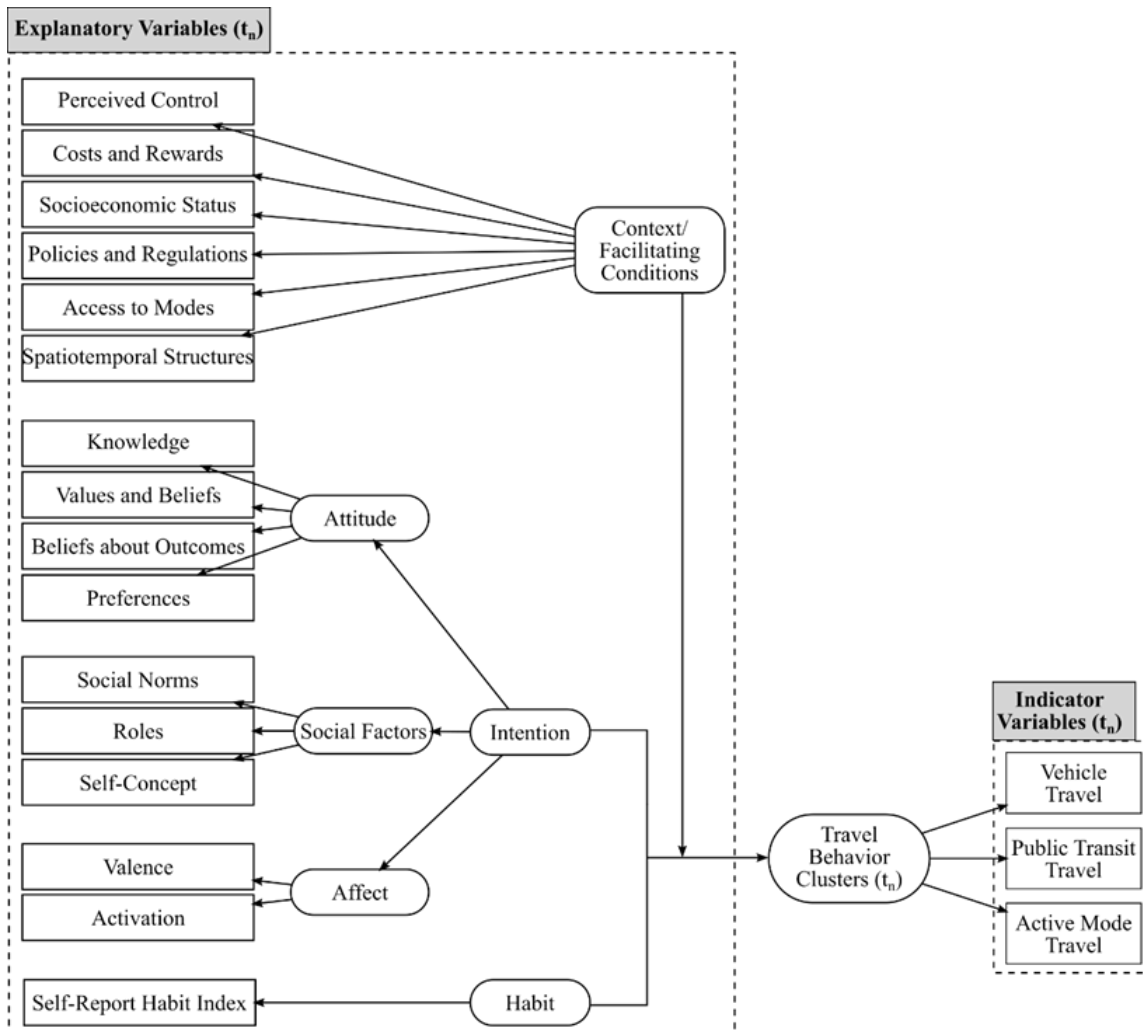 Explanatory Variables (tₙ)
Perceived Control
Costs and Rewards
Socioeconomic Status
Policies and Regulations
Access to Modes
Spatiotemporal Structures
Context/
Facilitating
Conditions
Knowledge
Values and Beliefs
Beliefs about Outcomes
Preferences
Attitude
Social Norms
Roles
Self-Concept
Social Factors
Intention
Valence
Activation
Affect
Self-Report Habit Index
Habit
Travel
Behavior
Clusters (tₙ)
Indicator
Variables (tₙ)
Vehicle
Travel
Public Transit
Travel
Active Mode
Travel